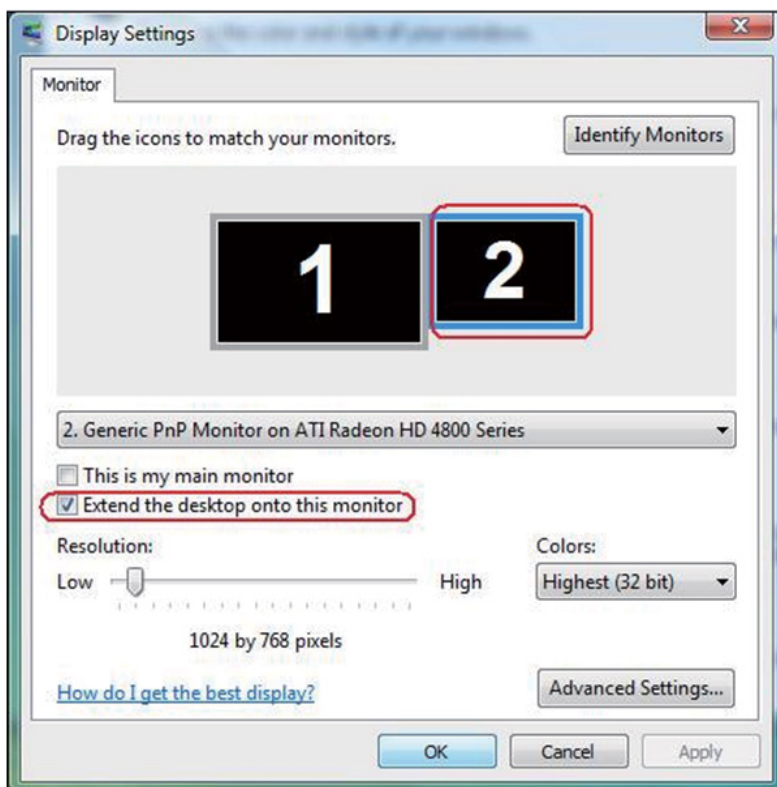 Display Settings
Monitor
Drag the icons to match your monitors.
Identify Monitors
1
2
2. Generic PnP Monitor on ATI Radeon HD 4800 Series
This is my main monitor
Extend the desktop onto this monitor
Resolution:
Colors:
Low
High
Highest (32 bit)
1024 by 768 pixels
How do I get the best display?
Advanced Settings...
OK
Cancel
Apply